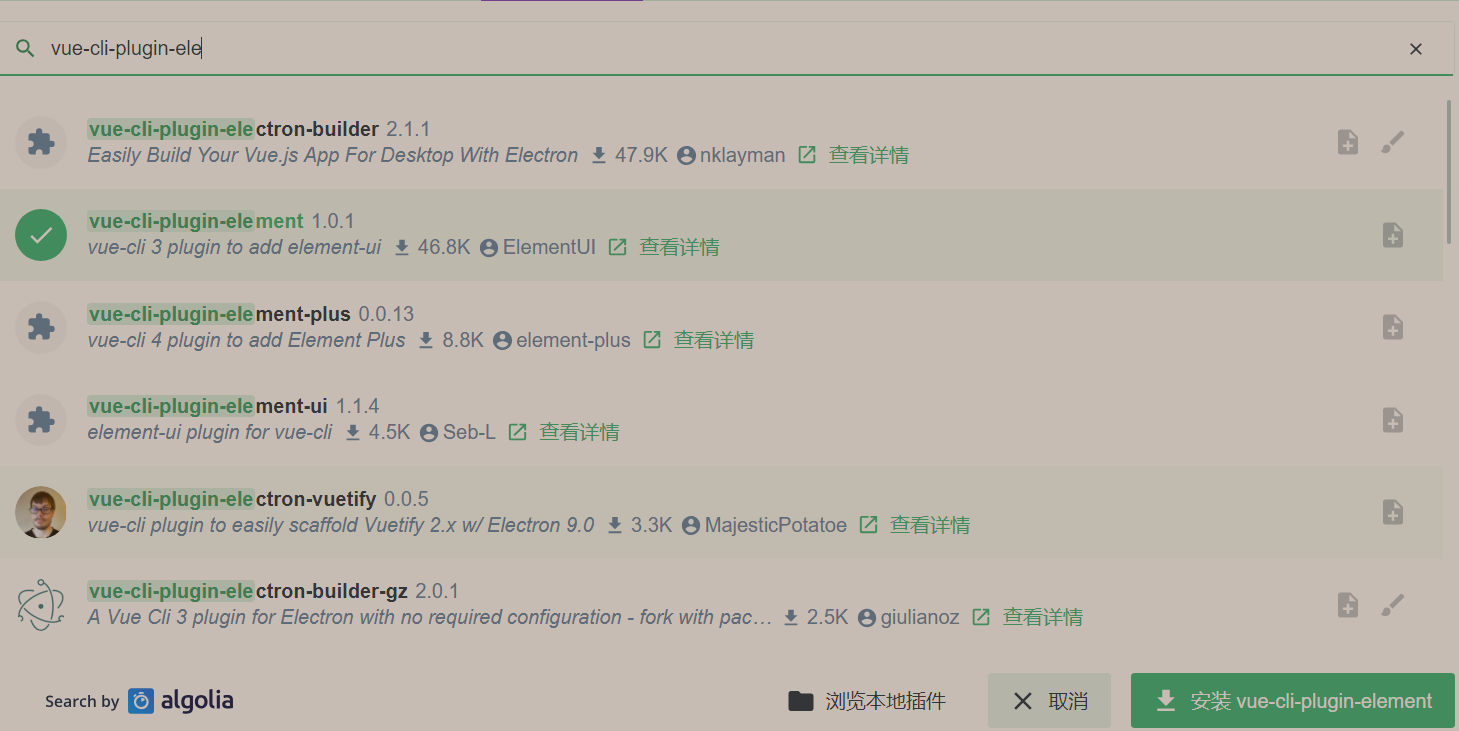 vue-cli-plugin-ele
vue-cli-plugin-electron-builder 2.1.1
Easily Build Your Vue.js App For Desktop With Electron 47.9K nklayman 查看详情
vue-cli-plugin-element 1.0.1
vue-cli 3 plugin to add element-ui 46.8K ElementUI 查看详情
vue-cli-plugin-element-plus 0.0.13
vue-cli 4 plugin to add Element Plus 8.8K element-plus 查看详情
vue-cli-plugin-element-ui 1.1.4
element-ui plugin for vue-cli 4.5K Seb-L 查看详情
vue-cli-plugin-electron-vuetify 0.0.5
vue-cli plugin to easily scaffold Vuetify 2.x w/ Electron 9.0 3.3K MajesticPotatoe 查看详情
vue-cli-plugin-electron-builder-gz 2.0.1
A Vue Cli 3 plugin for Electron with no required configuration - fork with pac… 2.5K giulianoz 查看详情
Search by algolia 浏览本地插件 取消 安装 vue-cli-plugin-element